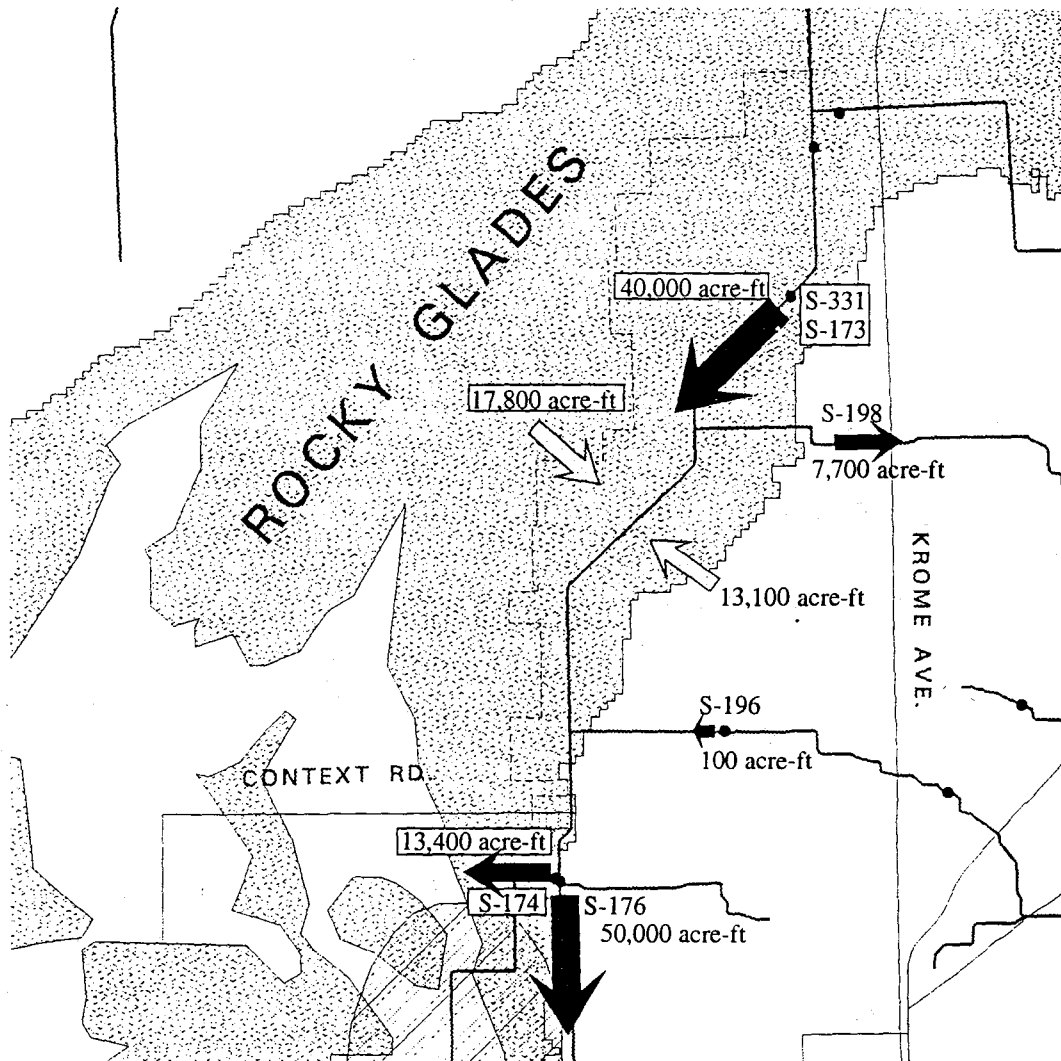 ROCKY GLADES
40,000 acre-ft
S-331
S-173
17,800 acre-ft
S-198
7,700 acre-ft
13,100 acre-ft
KROME AVE.
S-196
100 acre-ft
CONTEXT RD.
13,400 acre-ft
S-174
S-176
50,000 acre-ft